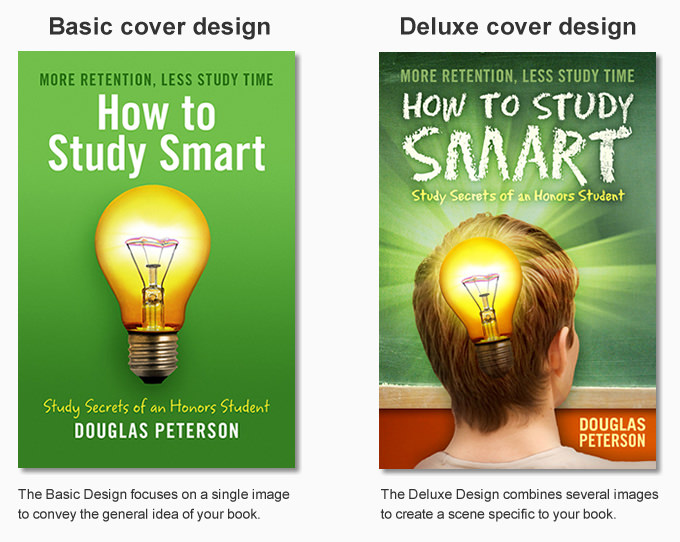 Basic cover design
MORE RETENTION, LESS STUDY TIME
How to
Study Smart
Study Secrets of an Honors Student
DOUGLAS PETERSON
The Basic Design focuses on a single image
to convey the general idea of your book.
Deluxe cover design
MORE RETENTION, LESS STUDY TIME
HOW TO STUDY
SMART
Study Secrets of an Honors Student
DOUGLAS
PETERSON
The Deluxe Design combines several images
to create a scene specific to your book.